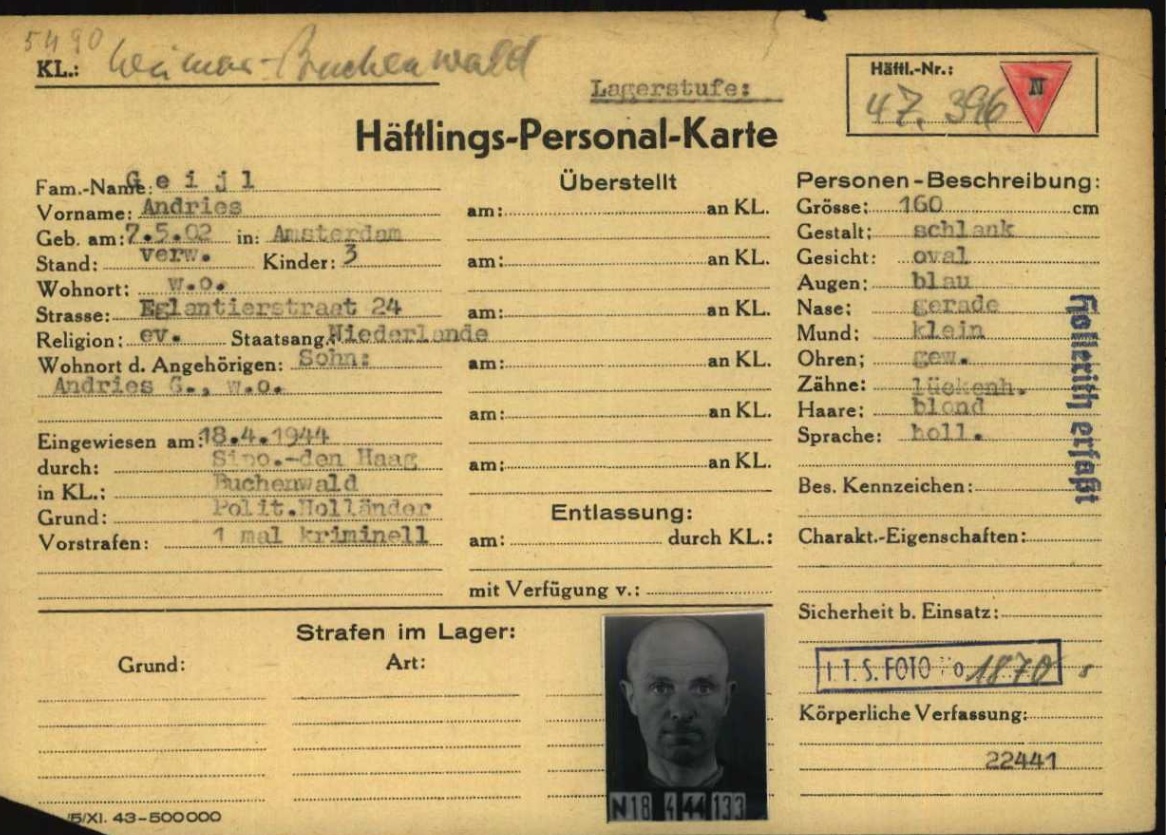 5490
KL.: Weimar-Buchenwald
Lagerstufe:
Häftl.-Nr.:
47.396
N
Häftlings-Personal-Karte
Fam.-Name: Geijl
Vorname: Andries
Geb. am: 7.5.02 in: Amsterdam
Stand: verw. Kinder: 3
Wohnort: w.o.
Strasse: Eglantierstraat 24
Religion: ev. Staatsang. Niederlande
Wohnort d. Angehörigen: Sohn:
Andries G., w.o.
Eingewiesen am: 18.4.1944
durch: Sipo.-den Haag
in KL.: Buchenwald
Grund: Polit.Holländer
Vorstrafen: 1 mal kriminell
Überstellt
am: an KL.
am: an KL.
am: an KL.
am: an KL.
am: an KL.
am: an KL.
Entlassung:
am: durch KL.:
mit Verfügung v.:
Personen-Beschreibung:
Grösse: 160 cm
Gestalt: schlank
Gesicht: oval
Augen: blau
Nase: gerade
Mund: klein
Ohren: gew.
Zähne: lückenh.
Haare: blond
Sprache: holl.
Hollerith erfaßt
Bes. Kennzeichen:
Charakt.-Eigenschaften:
Sicherheit b. Einsatz:
I.T.S. FOTO No 1870
Körperliche Verfassung:
22441
Strafen im Lager:
Grund: Art:
N18 4 44 133
/5/XI. 43-500000